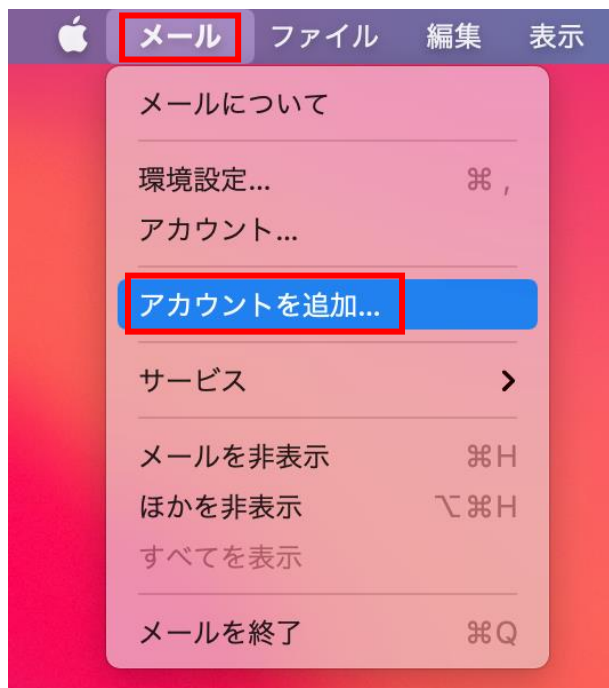 メール ファイル 編集 表示
メールについて
環境設定... ⌘ ,
アカウント...
アカウントを追加...
サービス
メールを非表示 ⌘H
ほかを非表示 ⌥⌘H
すべてを表示
メールを終了 ⌘Q